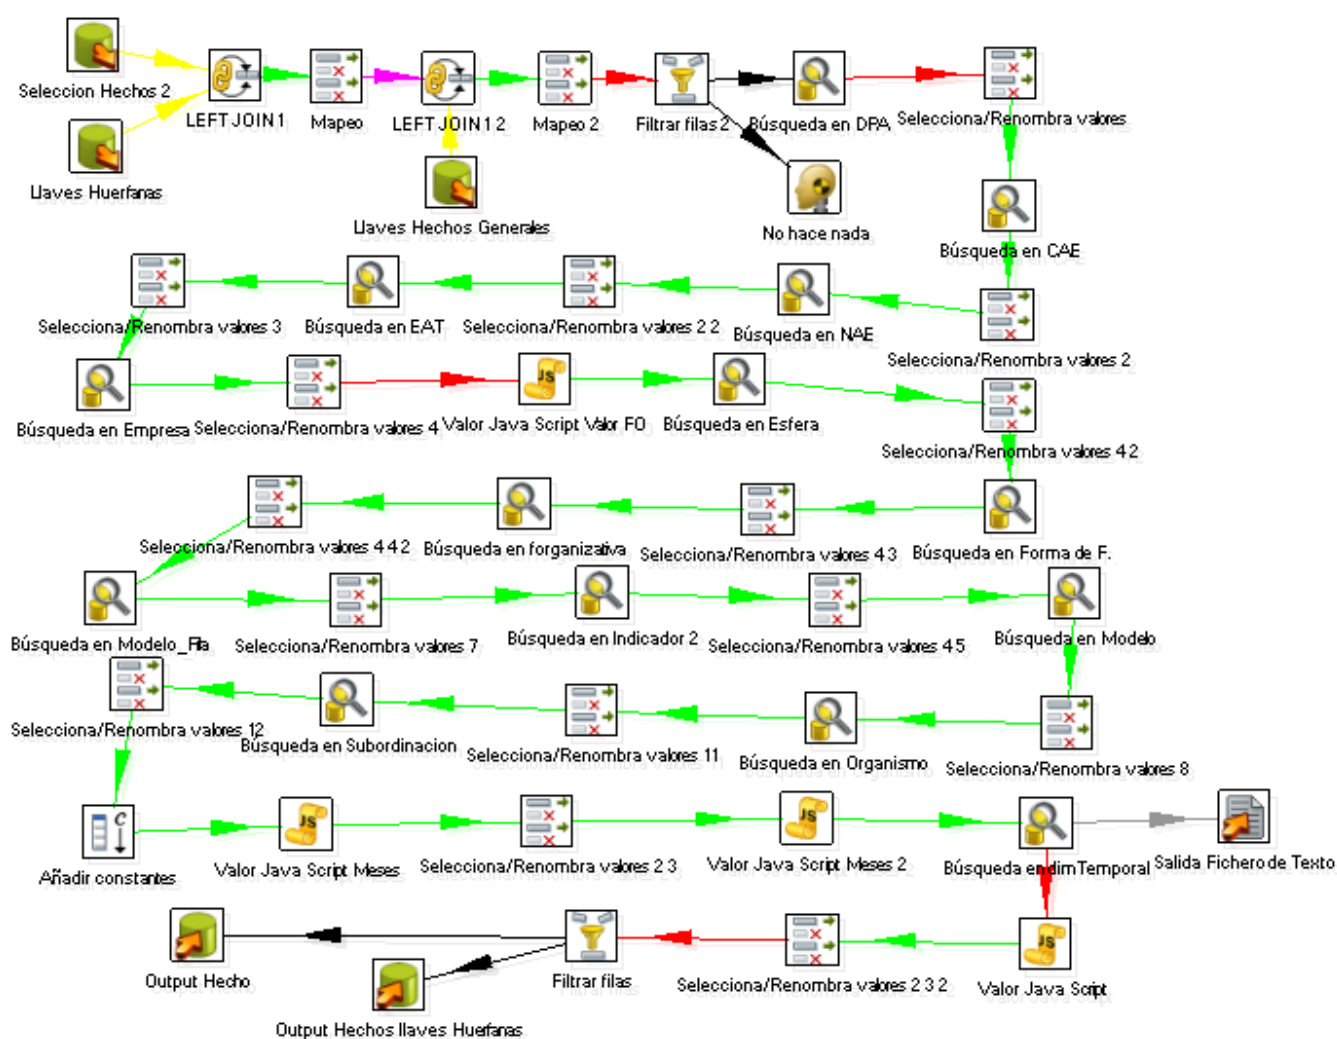 Seleccion Hechos 2
LEFT JOIN 1
Mapeo
LEFT JOIN 1 2
Mapeo 2
Filtrar filas 2
Búsqueda en DPA
Selecciona/Renombra valores
Llaves Huerfanas
Llaves Hechos Generales
No hace nada
Búsqueda en CAE
Selecciona/Renombra valores 3
Búsqueda en EAT
Selecciona/Renombra valores 2 2
Búsqueda en NAE
Selecciona/Renombra valores 2
Búsqueda en Empresa
Selecciona/Renombra valores 4
Valor Java Script Valor FO
Búsqueda en Esfera
Selecciona/Renombra valores 4 2
Selecciona/Renombra valores 4 4 2
Búsqueda en forganizativa
Selecciona/Renombra valores 4 3
Búsqueda en Forma de F.
Búsqueda en Modelo_Fila
Selecciona/Renombra valores 7
Búsqueda en Indicador 2
Selecciona/Renombra valores 4 5
Búsqueda en Modelo
Selecciona/Renombra valores 12
Búsqueda en Subordinacion
Selecciona/Renombra valores 11
Búsqueda en Organismo
Selecciona/Renombra valores 8
C
Añadir constantes
JS
Valor Java Script Meses
Selecciona/Renombra valores 2 3
JS
Valor Java Script Meses 2
Búsqueda en dimTemporal
Salida Fichero de Texto
Output Hecho
Output Hechos llaves Huerfanas
Filtrar filas
Selecciona/Renombra valores 2 3 2
JS
Valor Java Script
JS